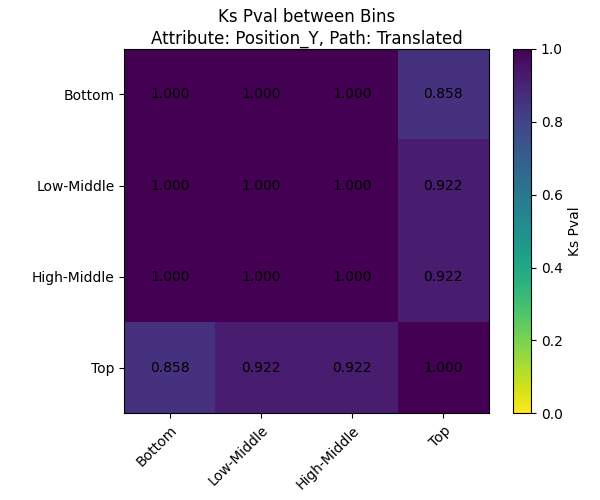 Ks Pval between Bins
Attribute: Position_Y, Path: Translated
Bottom 1.000 1.000 1.000 0.858
Low-Middle 1.000 1.000 1.000 0.922
High-Middle 1.000 1.000 1.000 0.922
Top 0.858 0.922 0.922 1.000
Bottom Low-Middle High-Middle Top
1.0
0.8
0.6
0.4
0.2
0.0
Ks Pval